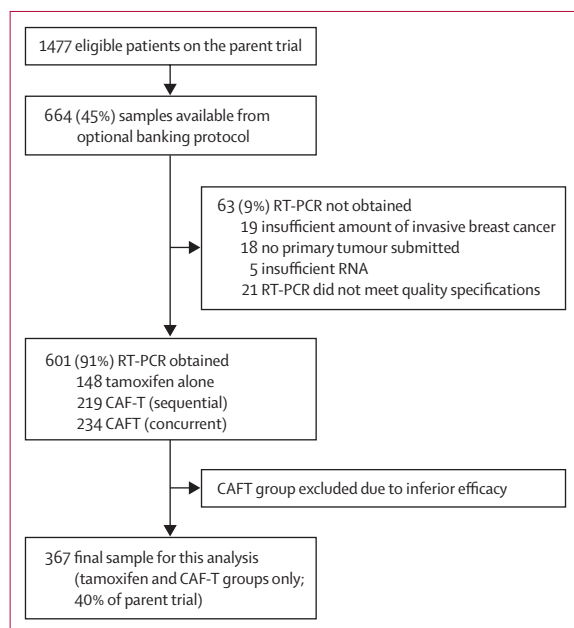 1477 eligible patients on the parent trial
664 (45%) samples available from
optional banking protocol
63 (9%) RT-PCR not obtained
19 insufficient amount of invasive breast cancer
18 no primary tumour submitted
5 insufficient RNA
21 RT-PCR did not meet quality specifications
601 (91%) RT-PCR obtained
148 tamoxifen alone
219 CAF-T (sequential)
234 CAFT (concurrent)
CAFT group excluded due to inferior efficacy
367 final sample for this analysis
(tamoxifen and CAF-T groups only;
40% of parent trial)